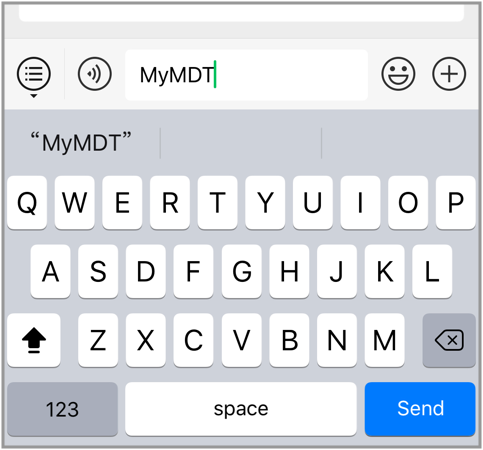 MyMDT
“MyMDT”
Q W E R T Y U I O P
A S D F G H J K L
Z X C V B N M
123 space Send